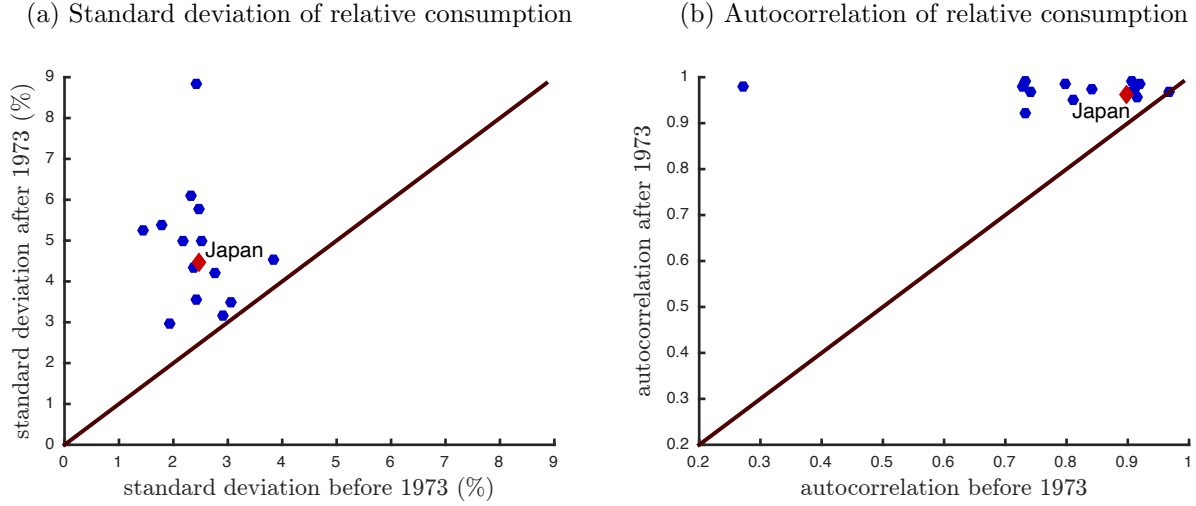 (a) Standard deviation of relative consumption
standard deviation after 1973 (%)
9
8
7
6
5
4
3
2
1
0
Japan
0 1 2 3 4 5 6 7 8 9
standard deviation before 1973 (%)
(b) Autocorrelation of relative consumption
autocorrelation after 1973
1
0.9
0.8
0.7
0.6
0.5
0.4
0.3
0.2
Japan
0.2 0.3 0.4 0.5 0.6 0.7 0.8 0.9 1
autocorrelation before 1973